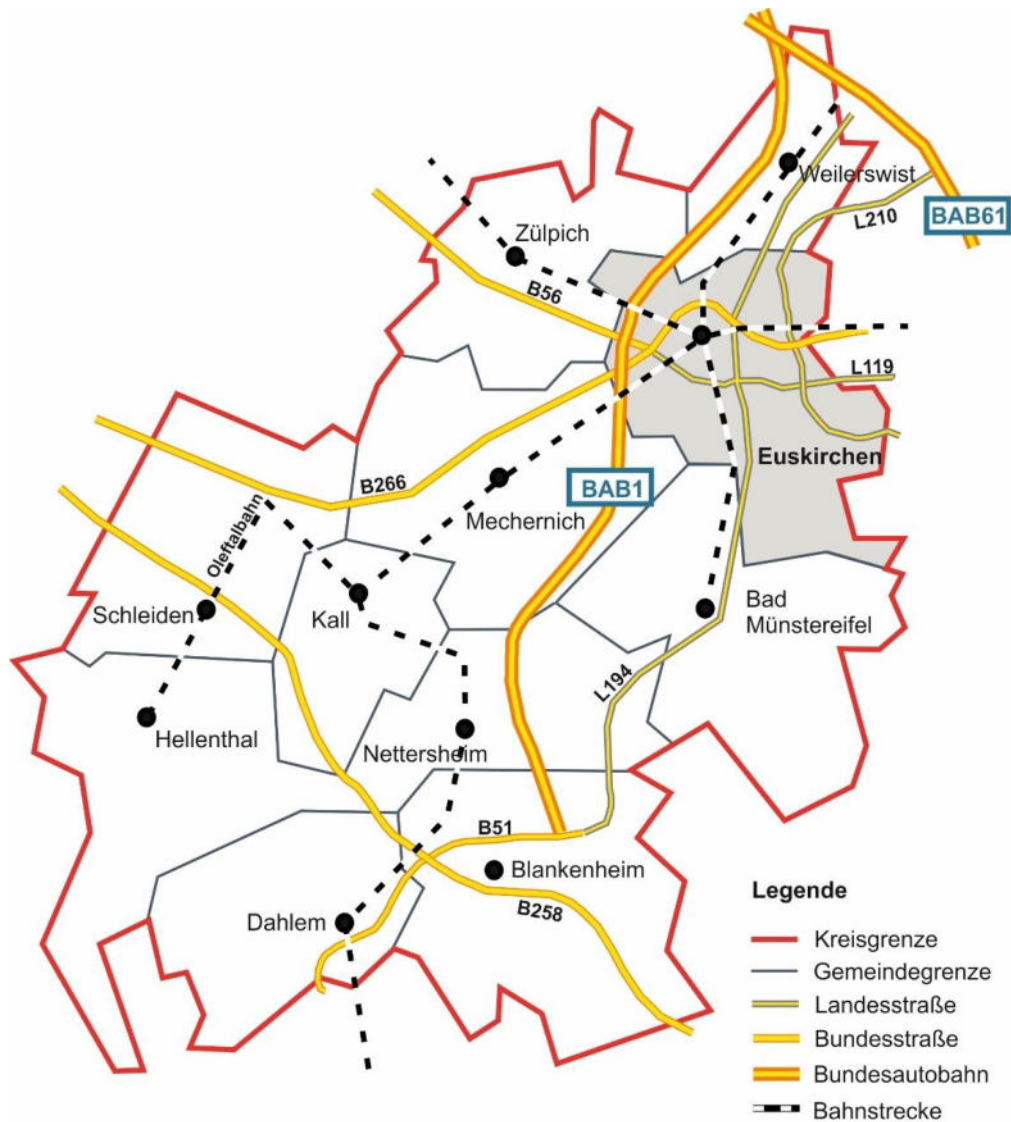 Weilerswist
L210
BAB61
Zülpich
B56
L119
Euskirchen
B266
BAB1
Mechernich
Oleftalbahn
Schleiden
Kall
Bad
Münstereifel
L194
Hellenthal
Nettersheim
B51
Blankenheim
B258
Dahlem
Legende
Kreisgrenze
Gemeindegrenze
Landesstraße
Bundesstraße
Bundesautobahn
Bahnstrecke